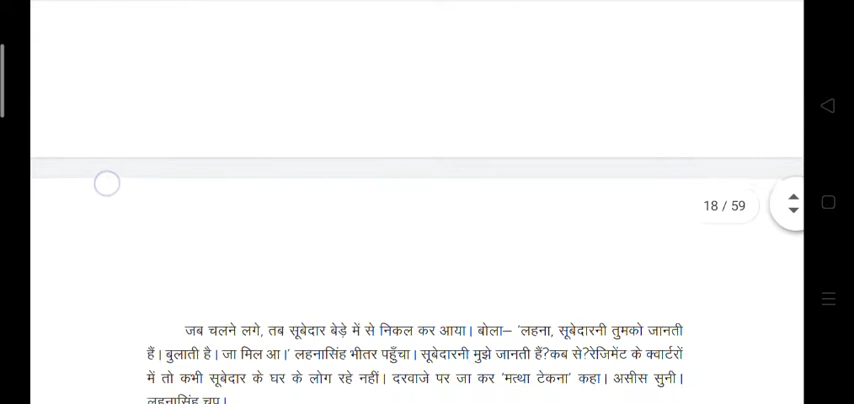 18 / 59
जब चलने लगे, तब सूबेदार बेड़े में से निकल कर आया। बोला– 'लहना, सूबेदारनी तुमको जानती
हैं। बुलाती है। जा मिल आ।' लहनासिंह भीतर पहुँचा। सूबेदारनी मुझे जानती हैं?कब से?रेजिमेंट के क्वार्टरों
में तो कभी सूबेदार के घर के लोग रहे नहीं। दरवाजे पर जा कर 'मत्था टेकना' कहा। असीस सुनी।
लहनासिंह चुप।